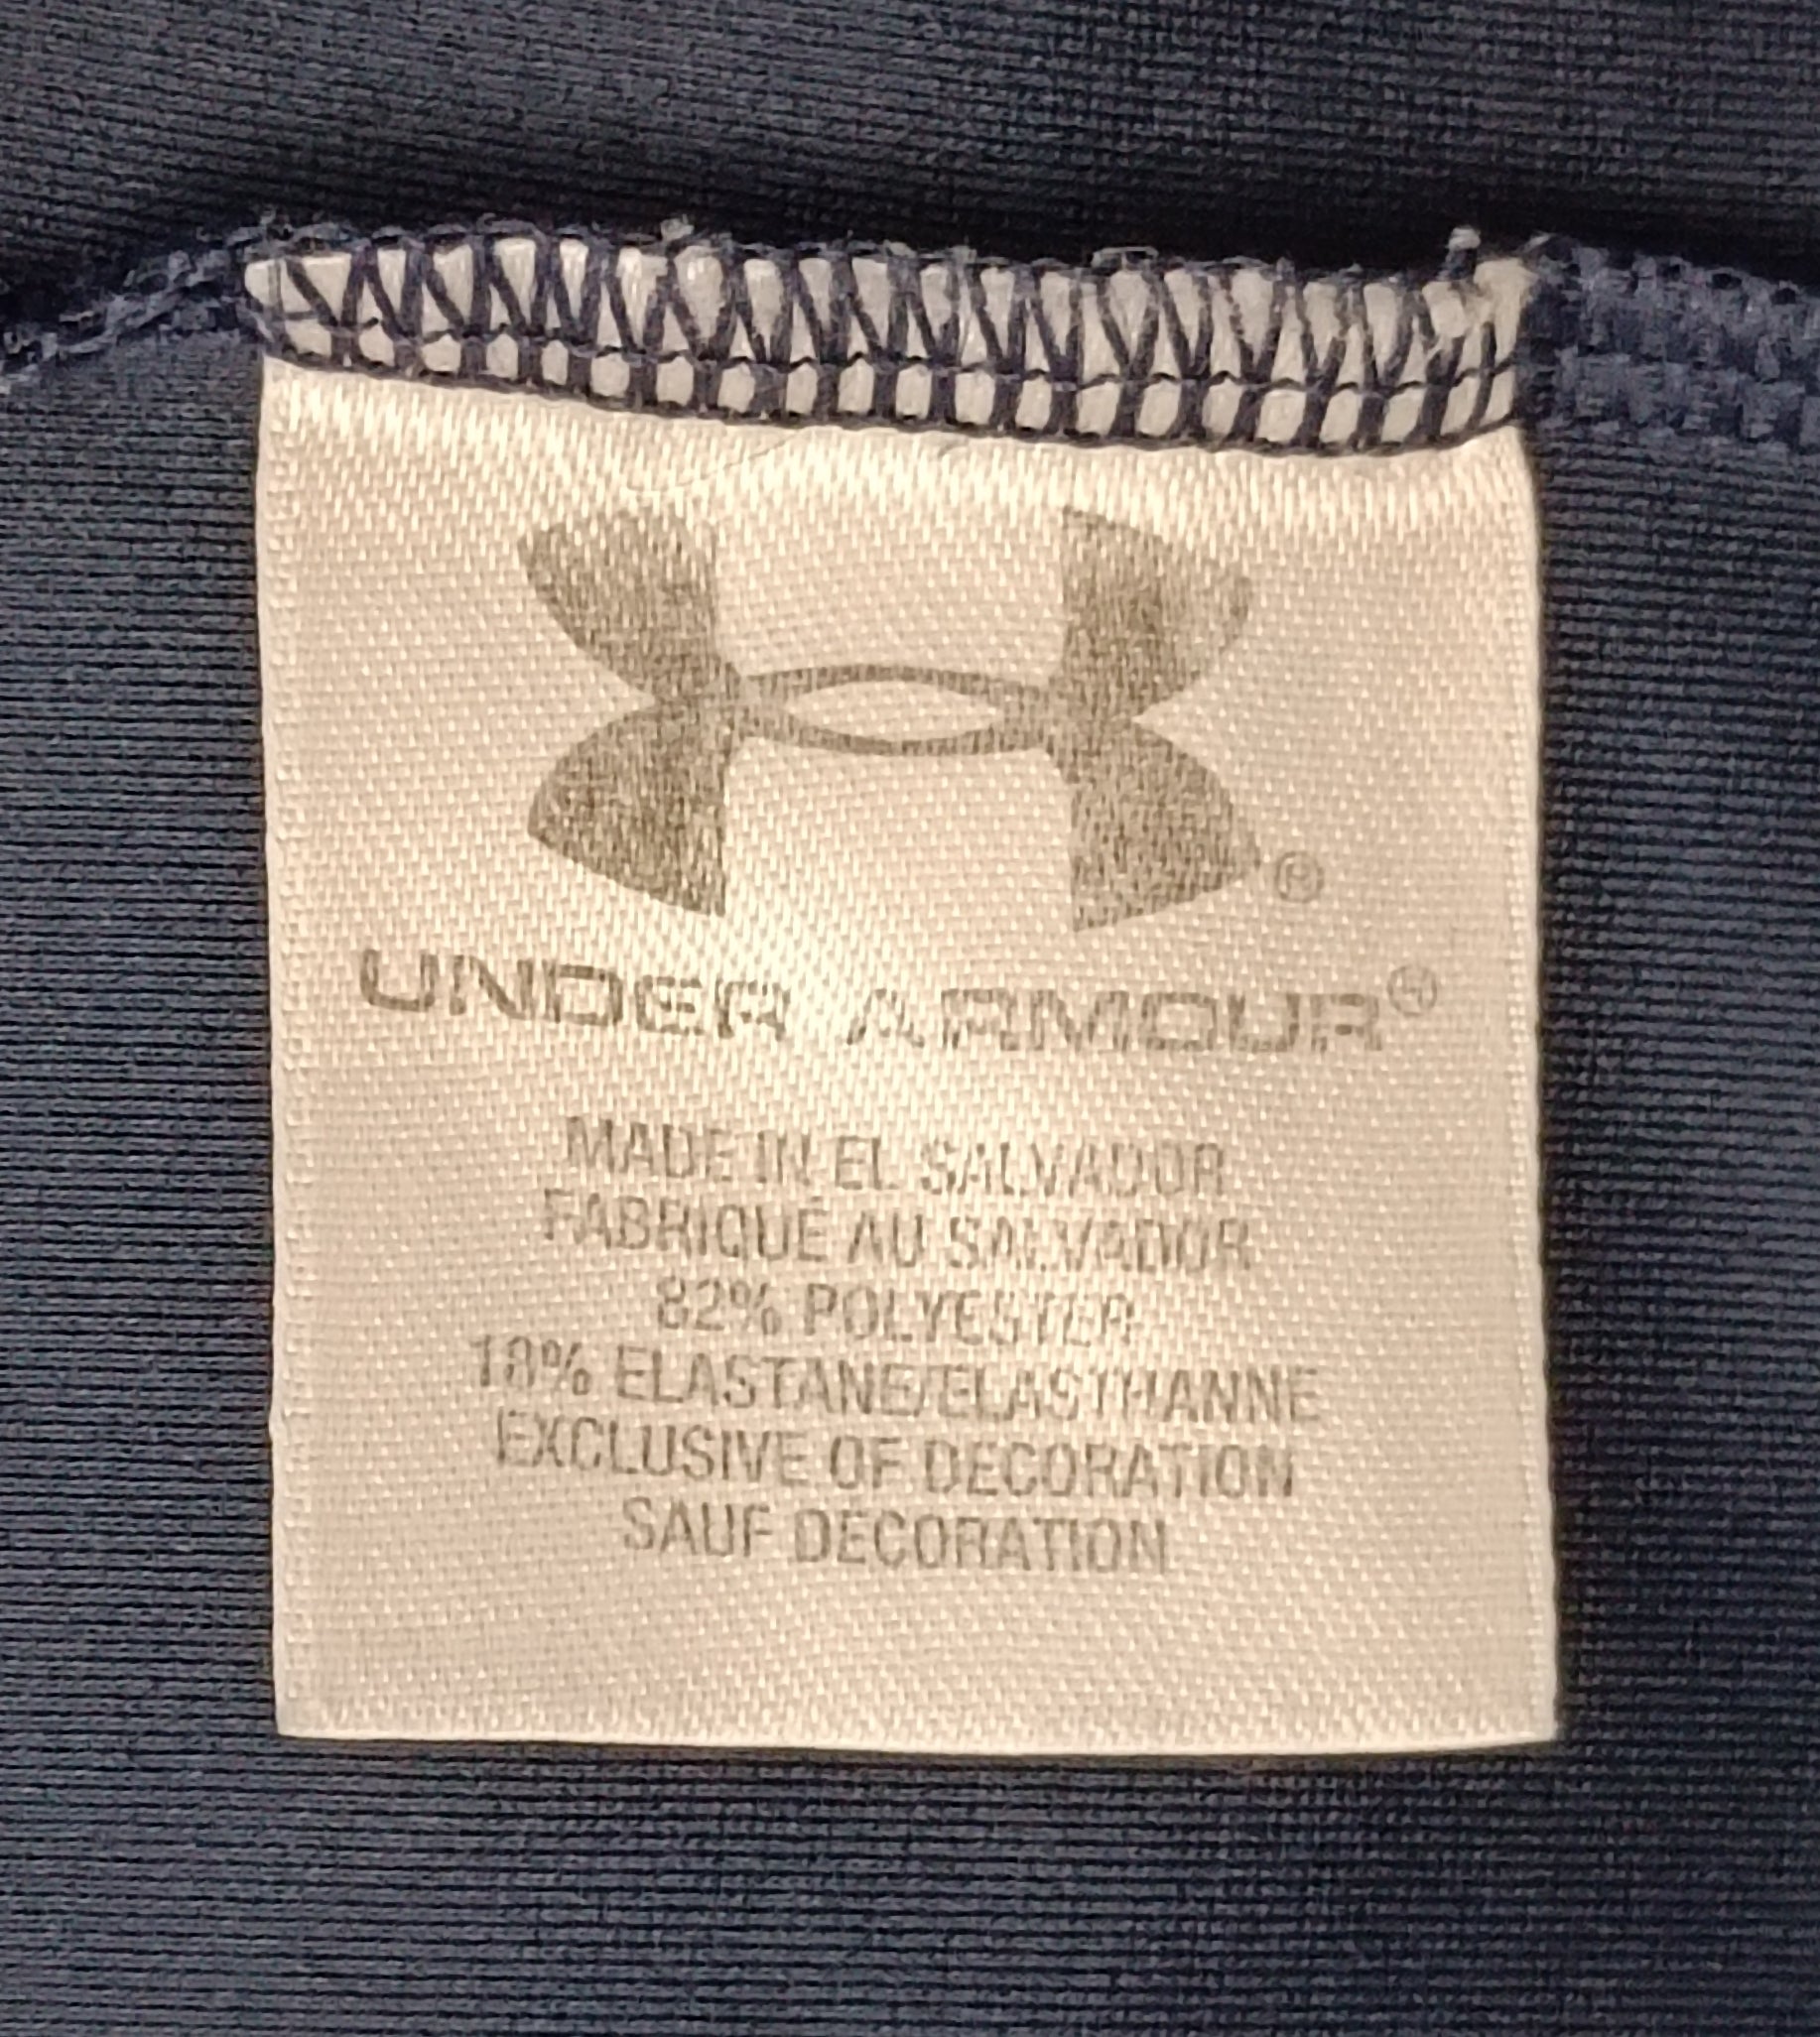 ®
UNDER ARMOUR®
MADE IN EL SALVADOR
FABRIQUÉ AU SALVADOR
82% POLYESTER
18% ELASTANE/ELASTHANNE
EXCLUSIVE OF DECORATION
SAUF DECORATION